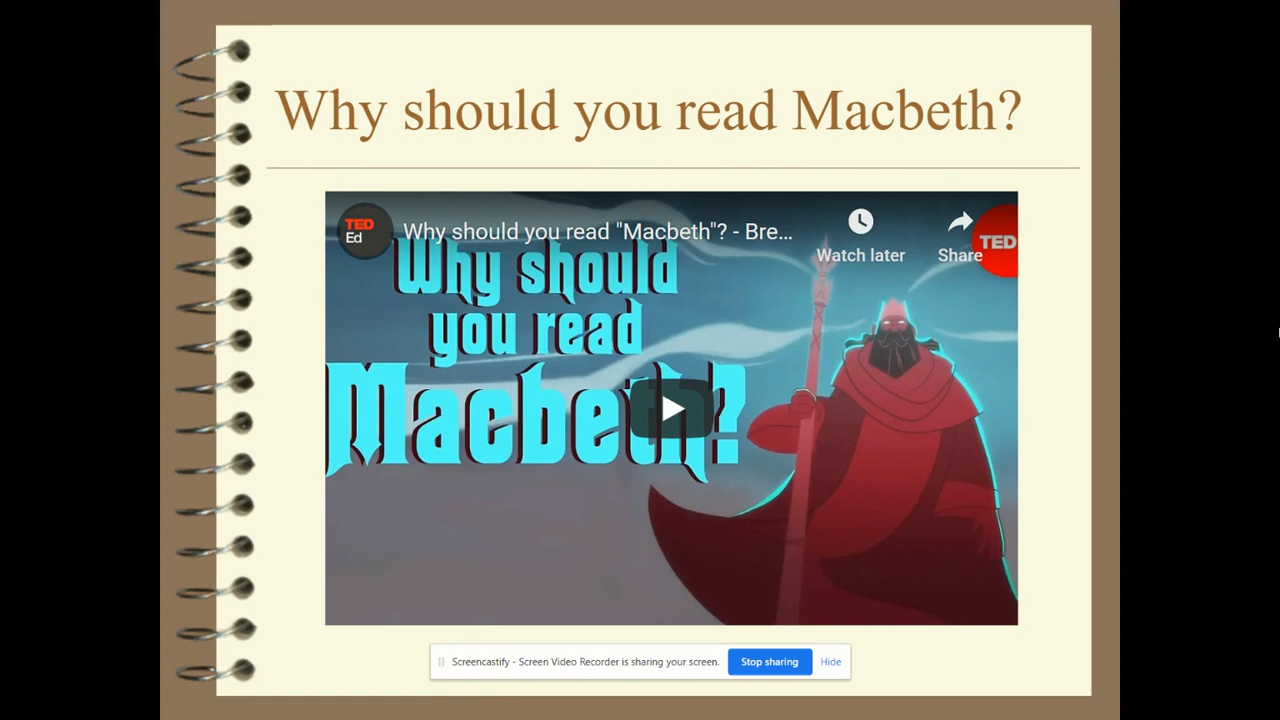 Why should you read Macbeth?
TED
Ed
Why should you read "Macbeth"? - Bre...
Watch later
Share
TED
Why should
you read
Macbeth?
Screencastify - Screen Video Recorder is sharing your screen.
Stop sharing
Hide